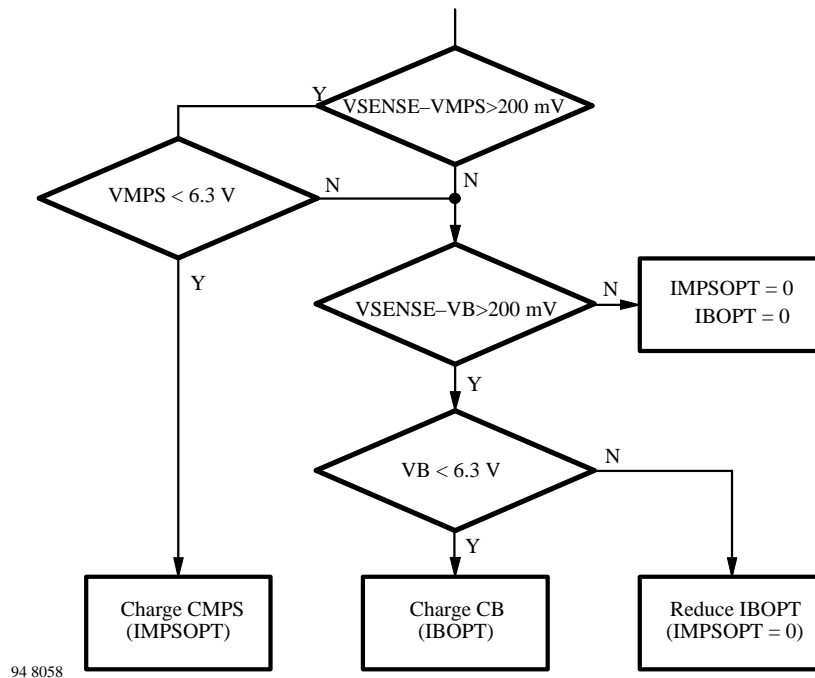 Y
VSENSE–VMPS>200 mV
VMPS < 6.3 V
N
N
Y
VSENSE–VB>200 mV
N
IMPSOPT = 0
IBOPT = 0
Y
VB < 6.3 V
N
Y
Charge CMPS
(IMPSOPT)
Charge CB
(IBOPT)
Reduce IBOPT
(IMPSOPT = 0)
94 8058